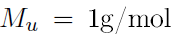 M_u = 1g/mol